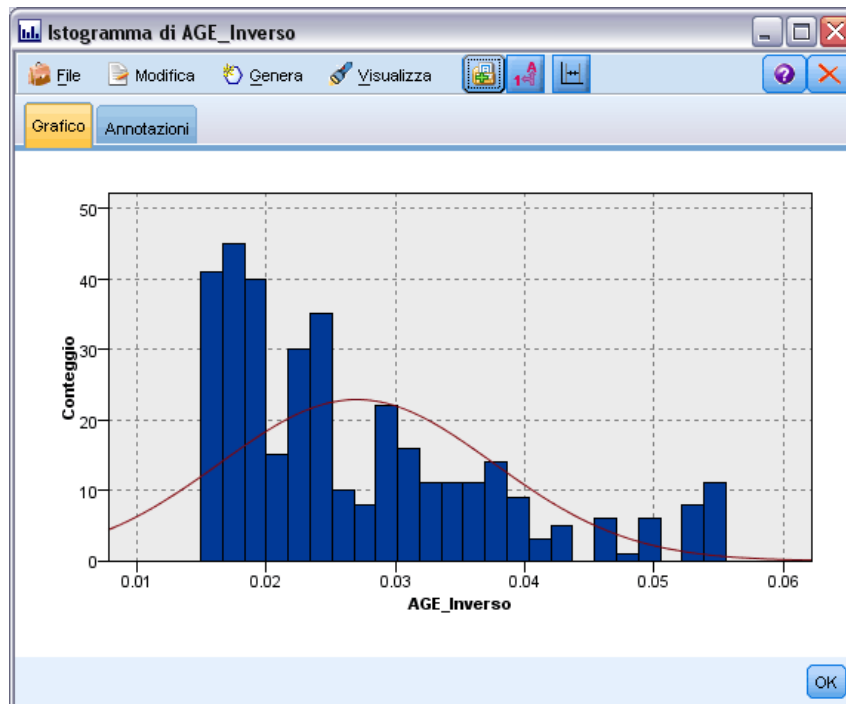 Istogramma di AGE_Inverso
File Modifica Genera Visualizza
Grafico Annotazioni
50
40
30
20
10
0
Conteggio
0.01 0.02 0.03 0.04 0.05 0.06
AGE_Inverso
OK